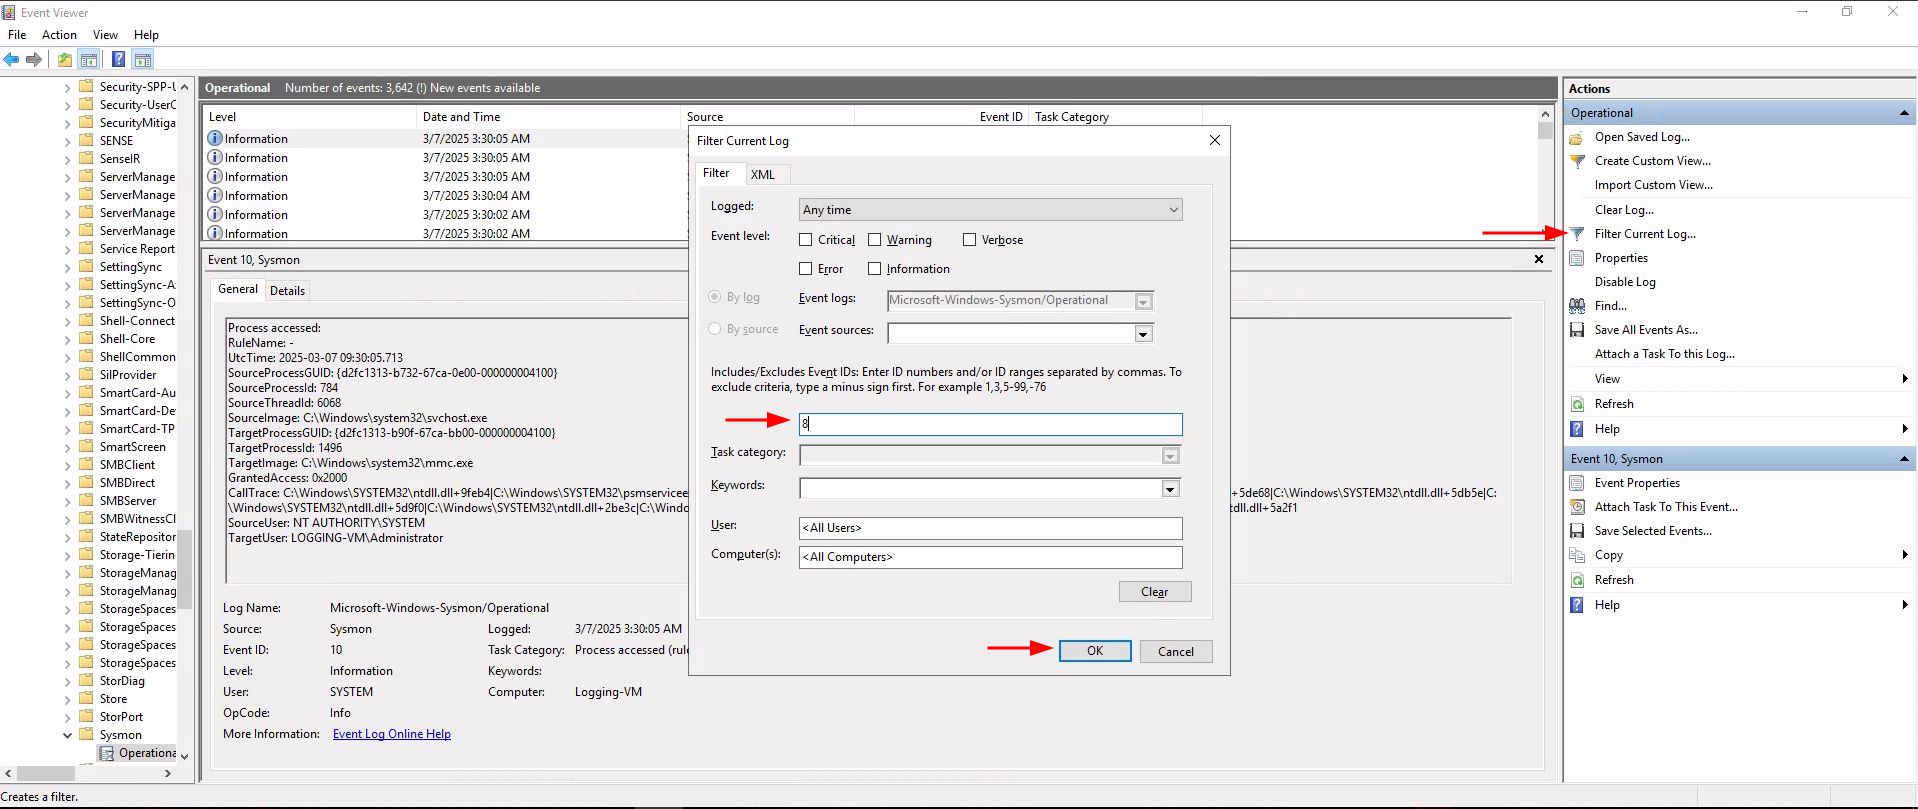 Event Viewer
File Action View Help
Security-SPP-U
Security-UserC
SecurityMitiga
SENSE
SenseIR
ServerManage
ServerManage
ServerManage
ServerManage
Service Report
SettingSync
SettingSync-A
SettingSync-O
Shell-Connect
Shell-Core
ShellCommon
SilProvider
SmartCard-Au
SmartCard-De
SmartCard-TP
SmartScreen
SMBClient
SMBDirect
SMBServer
SMBWitnessCl
StateRepositor
Storage-Tierin
StorageManag
StorageManag
StorageSpaces
StorageSpaces
StorageSpaces
StorageSpaces
StorDiag
Store
StorPort
Sysmon
Operationa
Operational Number of events: 3,642 (!) New events available
Level Date and Time Source Event ID Task Category
Information 3/7/2025 3:30:05 AM
Information 3/7/2025 3:30:05 AM
Information 3/7/2025 3:30:05 AM
Information 3/7/2025 3:30:04 AM
Information 3/7/2025 3:30:02 AM
Information 3/7/2025 3:30:02 AM
Event 10, Sysmon
General Details
Process accessed:
RuleName: -
UtcTime: 2025-03-07 09:30:05.713
SourceProcessGUID: {d2fc1313-b732-67ca-0e00-000000004100}
SourceProcessId: 784
SourceThreadId: 6068
SourceImage: C:\Windows\system32\svchost.exe
TargetProcessGUID: {d2fc1313-b90f-67ca-bb00-000000004100}
TargetProcessId: 1496
TargetImage: C:\Windows\system32\mmc.exe
GrantedAccess: 0x2000
CallTrace: C:\Windows\SYSTEM32\ntdll.dll+9feb4|C:\Windows\SYSTEM32\psmservicee +5de68|C:\Windows\SYSTEM32\ntdll.dll+5db5e|C:
\Windows\SYSTEM32\ntdll.dll+5d9f0|C:\Windows\SYSTEM32\ntdll.dll+2be3c|C:\Wind tdll.dll+5a2f1
SourceUser: NT AUTHORITY\SYSTEM
TargetUser: LOGGING-VM\Administrator
Log Name: Microsoft-Windows-Sysmon/Operational
Source: Sysmon Logged: 3/7/2025 3:30:05 AM
Event ID: 10 Task Category: Process accessed (rul
Level: Information Keywords:
User: SYSTEM Computer: Logging-VM
OpCode: Info
More Information: Event Log Online Help
Filter Current Log
Filter XML
Logged: Any time
Event level: Critical Warning Verbose
Error Information
By log Event logs: Microsoft-Windows-Sysmon/Operational
By source Event sources:
Includes/Excludes Event IDs: Enter ID numbers and/or ID ranges separated by commas. To
exclude criteria, type a minus sign first. For example 1,3,5-99,-76
8
Task category:
Keywords:
User: <All Users>
Computer(s): <All Computers>
Clear
OK Cancel
Actions
Operational
Open Saved Log...
Create Custom View...
Import Custom View...
Clear Log...
Filter Current Log...
Properties
Disable Log
Find...
Save All Events As...
Attach a Task To this Log...
View
Refresh
Help
Event 10, Sysmon
Event Properties
Attach Task To This Event...
Save Selected Events...
Copy
Refresh
Help
Creates a filter.